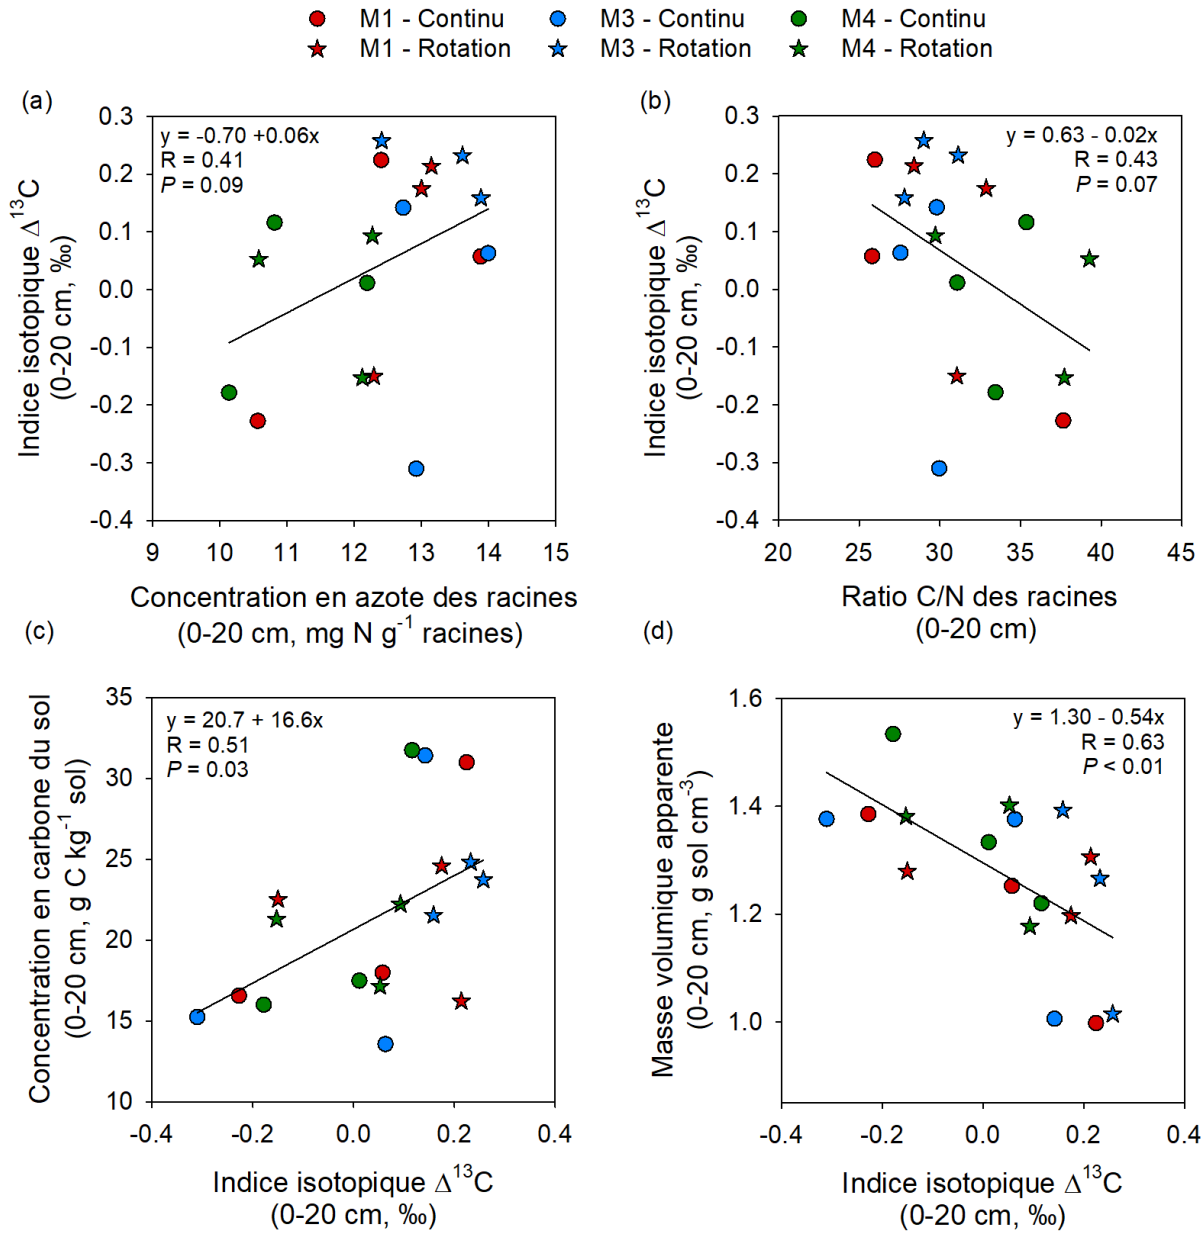 M1 - Continu
M3 - Continu
M4 - Continu
M1 - Rotation
M3 - Rotation
M4 - Rotation
(a)
y = -0.70 +0.06x
R = 0.41
P = 0.09
0.3
0.2
0.1
0.0
-0.1
-0.2
-0.3
-0.4
9
10
11
12
13
14
15
Indice isotopique Δ¹³C
(0-20 cm, ‰)
Concentration en azote des racines
(0-20 cm, mg N g⁻¹ racines)
(b)
y = 0.63 - 0.02x
R = 0.43
P = 0.07
0.3
0.2
0.1
0.0
-0.1
-0.2
-0.3
-0.4
20
25
30
35
40
45
Indice isotopique Δ¹³C
(0-20 cm, ‰)
Ratio C/N des racines
(0-20 cm)
(c)
y = 20.7 + 16.6x
R = 0.51
P = 0.03
35
30
25
20
15
10
-0.4
-0.2
0.0
0.2
0.4
Concentration en carbone du sol
(0-20 cm, g C kg⁻¹ sol)
Indice isotopique Δ¹³C
(0-20 cm, ‰)
(d)
y = 1.30 - 0.54x
R = 0.63
P < 0.01
1.6
1.4
1.2
1.0
-0.4
-0.2
0.0
0.2
0.4
Masse volumique apparente
(0-20 cm, g sol cm⁻³)
Indice isotopique Δ¹³C
(0-20 cm, ‰)